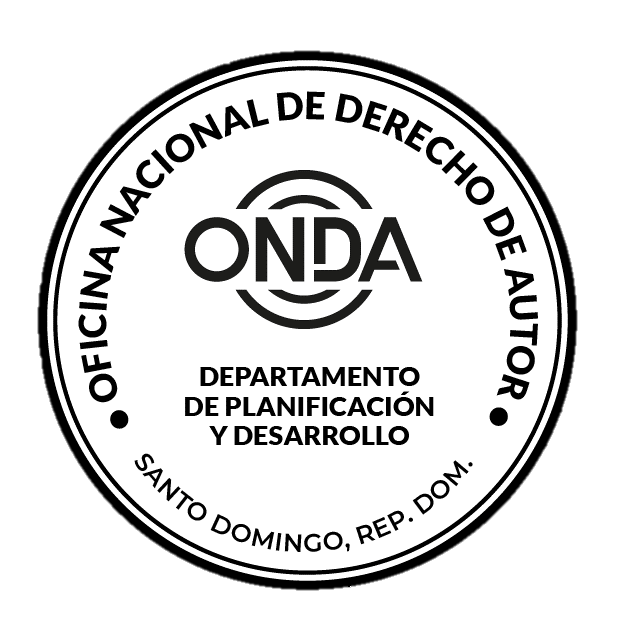 OFICINA NACIONAL DE DERECHO DE AUTOR
ONDA
DEPARTAMENTO
DE PLANIFICACIÓN
Y DESARROLLO
SANTO DOMINGO, REP. DOM.